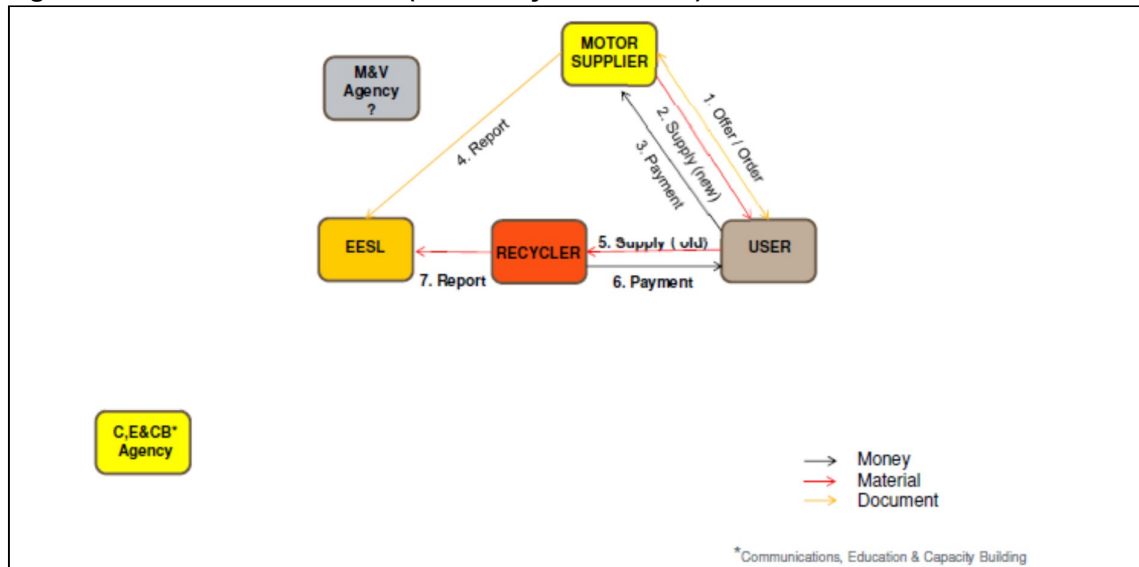 MOTOR
SUPPLIER
M&V
Agency
?
1. Offer / Order
2. Supply (new)
3. Payment
4. Report
EESL
RECYCLER
5. Supply ( old)
USER
7. Report
6. Payment
C,E&CB*
Agency
Money
Material
Document
*Communications, Education & Capacity Building